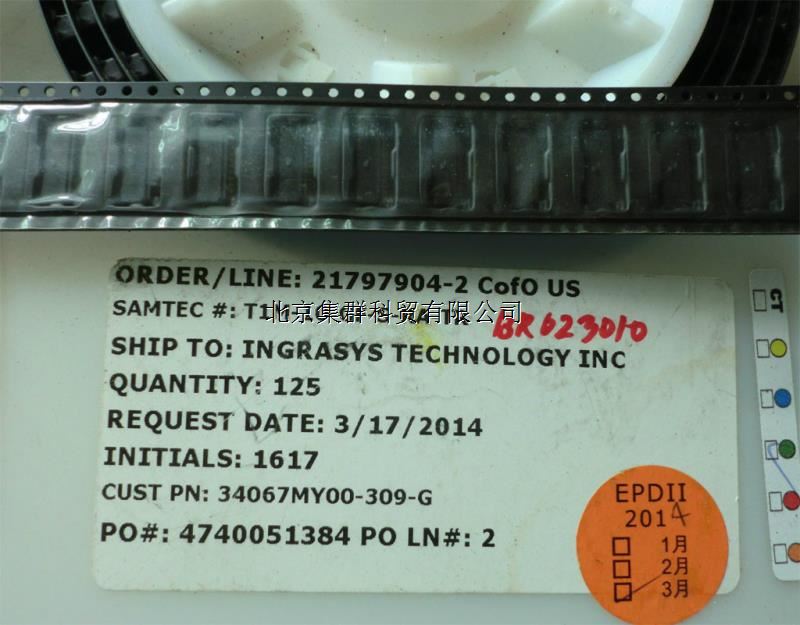 ORDER/LINE: 21797904-2 CofO US
SAMTEC #:
北京集群科贸有限公司
BR023010
SHIP TO: INGRASYS TECHNOLOGY INC
QUANTITY: 125
REQUEST DATE: 3/17/2014
INITIALS: 1617
CUST PN: 34067MY00-309-G
PO#: 4740051384 PO LN#: 2
EPDII
2014
1月
2月
3月
GT